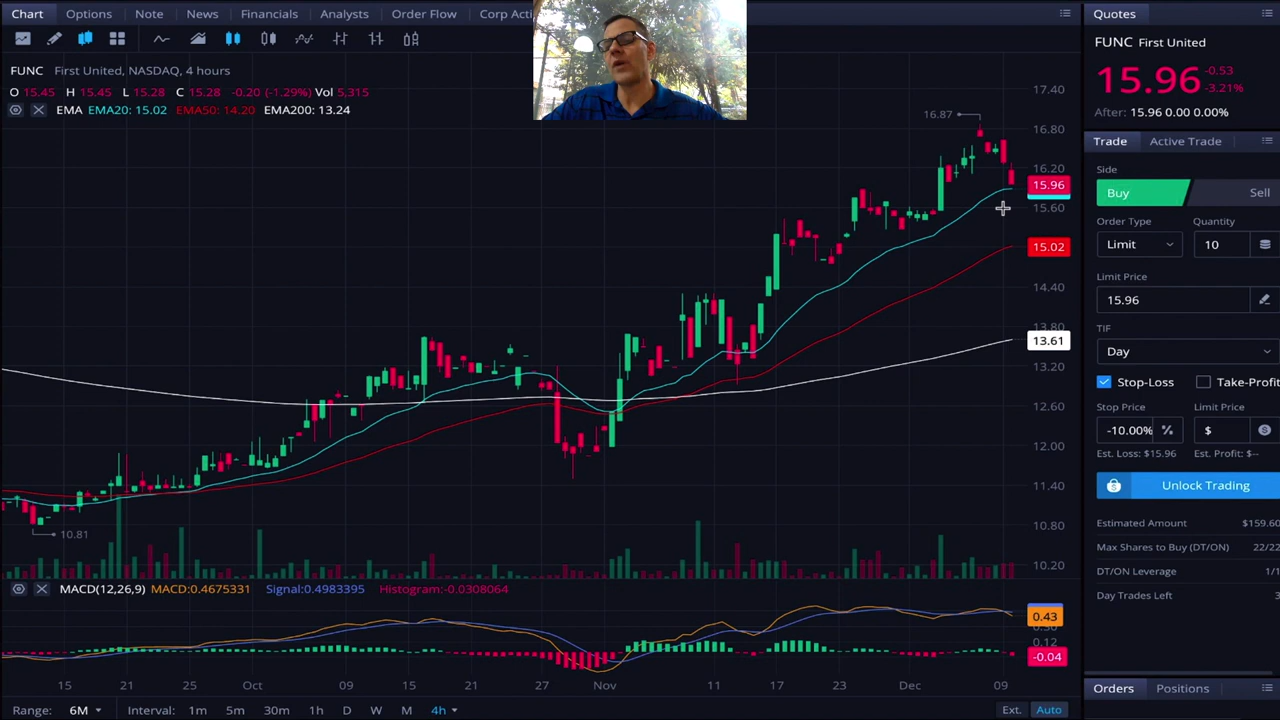 Chart Options Note News Financials Analysts Order Flow Corp Acti
Quotes
FUNC First United
15.96 -0.53
-3.21%
After: 15.96 0.00 0.00%
FUNC First United, NASDAQ, 4 hours
O 15.45 H 15.45 L 15.28 C 15.28 -0.20 (-1.29%) Vol 5,315
EMA EMA20: 15.02 EMA50: 14.20 EMA200: 13.24
16.87
10.81
17.40
16.80
16.20
15.96
15.60
15.02
14.40
13.80
13.61
13.20
12.60
12.00
11.40
10.80
10.20
MACD(12,26,9) MACD:0.4675331 Signal:0.4983395 Histogram:-0.0308064
0.43
0.12
-0.04
15 21 25 Oct 09 15 21 27 Nov 11 17 23 Dec 09
Range: 6M Interval: 1m 5m 30m 1h D W M 4h Ext. Auto
Trade Active Trade
Side
Buy Sell
Order Type Quantity
Limit 10
Limit Price
15.96
TIF
Day
Stop-Loss Take-Profit
Stop Price Limit Price
-10.00% % $ $
Est. Loss: $15.96 Est. Profit: $--
Unlock Trading
Estimated Amount $159.60
Max Shares to Buy (DT/ON) 22/22
DT/ON Leverage 1/1
Day Trades Left 3
Orders Positions